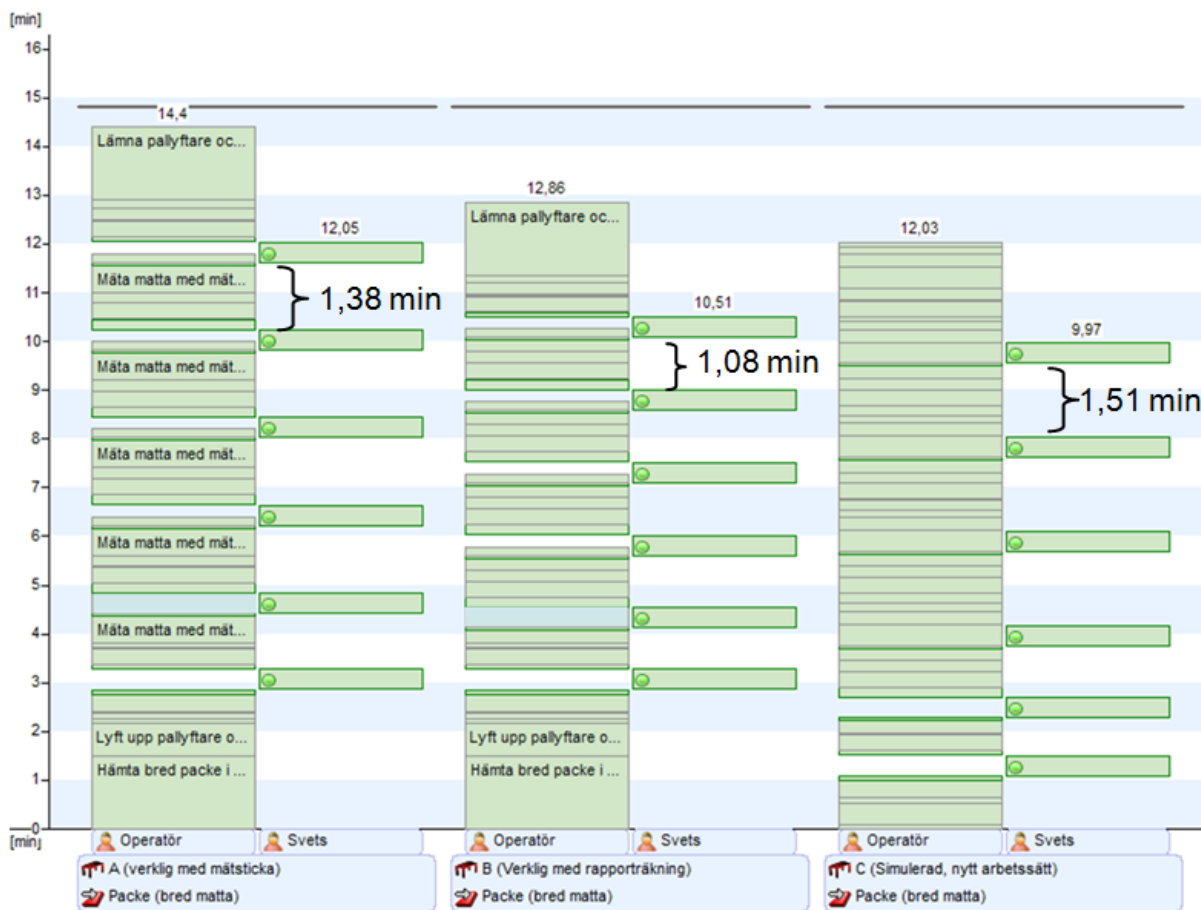 [min]
16
15
14
13
12
11
10
9
8
7
6
5
4
3
2
1
0
[min]
14,4
Lämna pallyftare oc...
12,05
Mäta matta med mät...
1,38 min
Mäta matta med mät...
Mäta matta med mät...
Mäta matta med mät...
Mäta matta med mät...
Lyft upp pallyftare o...
Hämta bred packe i ...
12,86
Lämna pallyftare oc...
10,51
1,08 min
Lyft upp pallyftare o...
Hämta bred packe i ...
12,03
9,97
1,51 min
Operatör Svets
A (verklig med mätsticka)
Packe (bred matta)
Operatör Svets
B (Verklig med rapporträkning)
Packe (bred matta)
Operatör Svets
C (Simulerad, nytt arbetssätt)
Packe (bred matta)